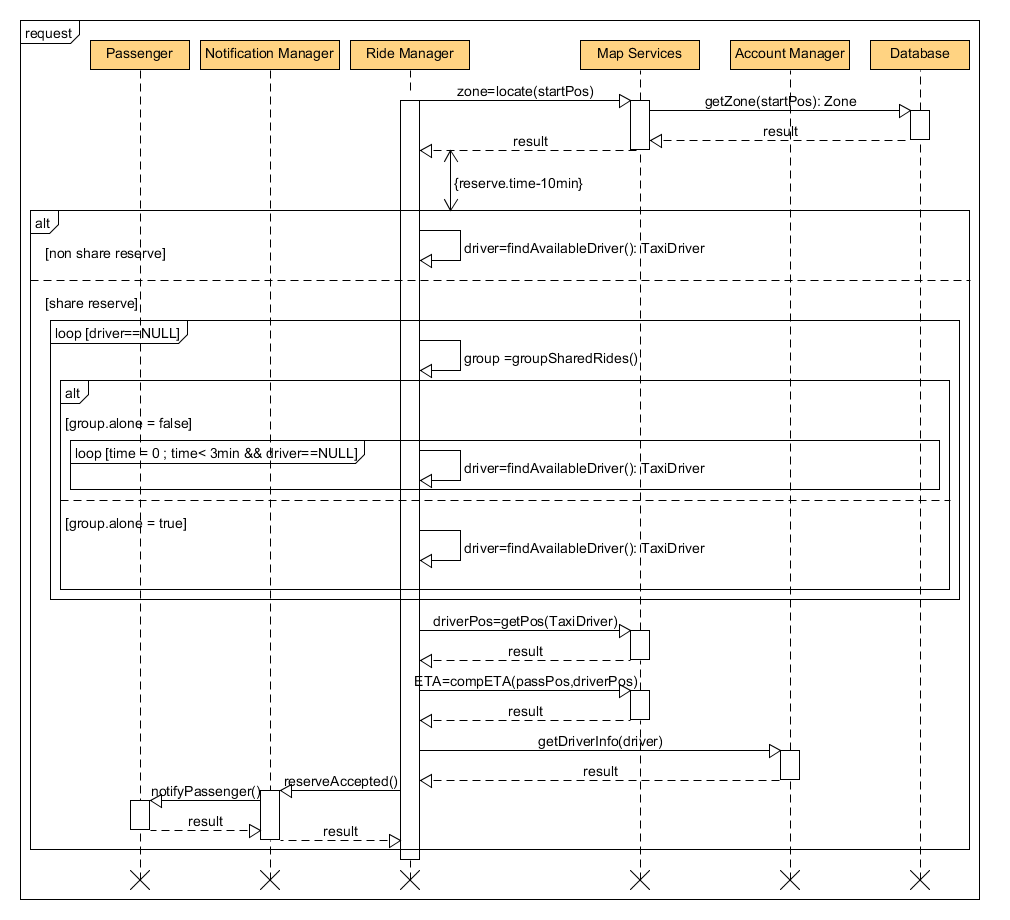 request
Passenger
Notification Manager
Ride Manager
Map Services
Account Manager
Database
zone=locate(startPos)
getZone(startPos): Zone
result
result
{reserve.time-10min}
alt
[non share reserve]
driver=findAvailableDriver(): TaxiDriver
[share reserve]
loop [driver==NULL]
group =groupSharedRides()
alt
[group.alone = false]
loop [time = 0 ; time< 3min && driver==NULL]
driver=findAvailableDriver(): TaxiDriver
[group.alone = true]
driver=findAvailableDriver(): TaxiDriver
driverPos=getPos(TaxiDriver)
result
ETA=compETA(passPos,driverPos)
result
getDriverInfo(driver)
result
reserveAccepted()
notifyPassenger()
result
result